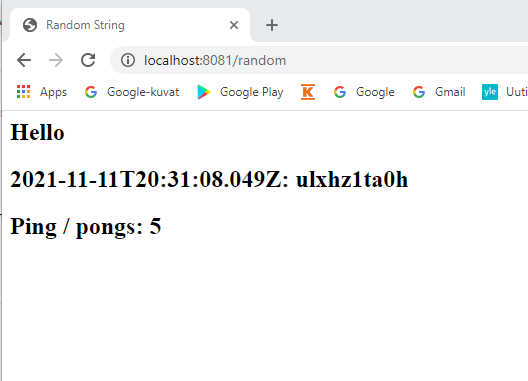 Random String
localhost:8081/random
Apps Google-kuvat Google Play K Google Gmail yle Uuti
Hello
2021-11-11T20:31:08.049Z: ulxhz1ta0h
Ping / pongs: 5